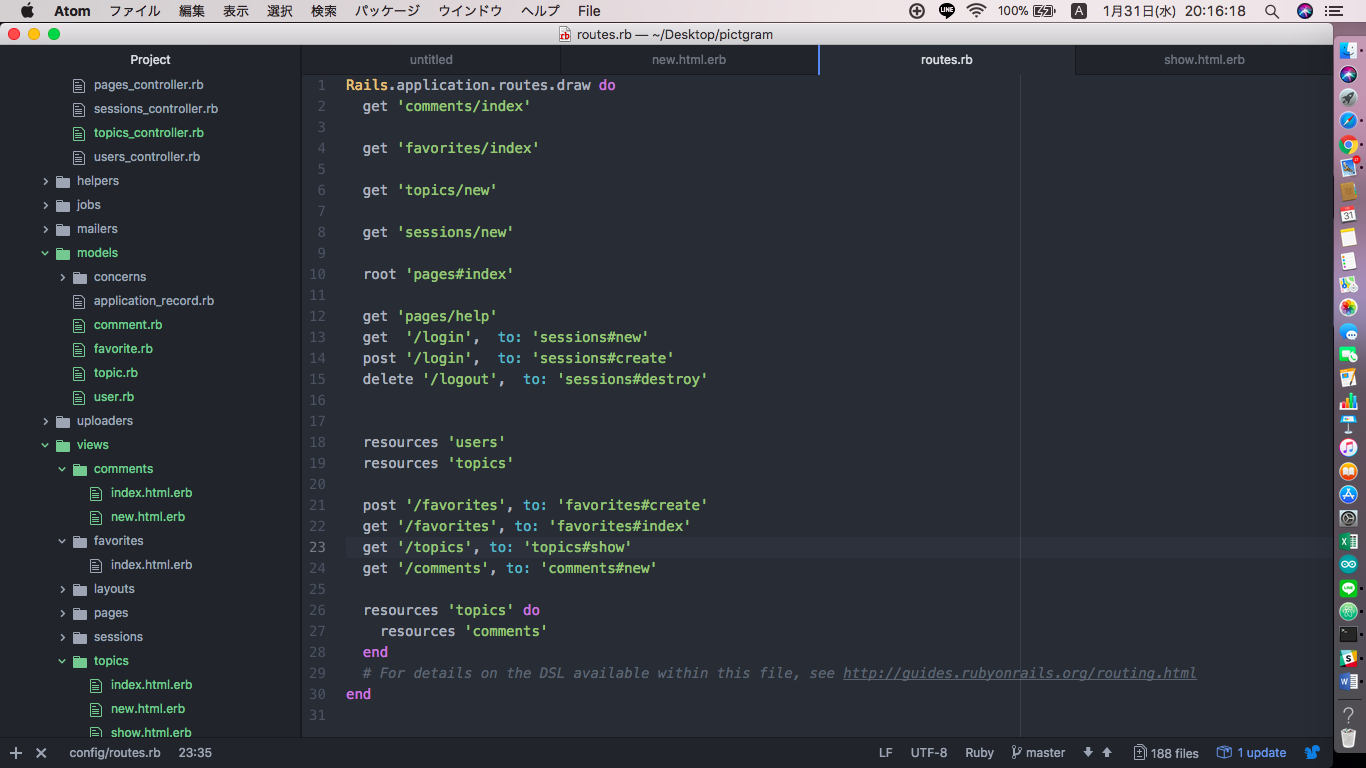 Atom ファイル 編集 表示 選択 検索 パッケージ ウインドウ ヘルプ File LINE 100% A 1月31日(水) 20:16:18
routes.rb — ~/Desktop/pictgram
Project
untitled new.html.erb routes.rb show.html.erb
pages_controller.rb
sessions_controller.rb
topics_controller.rb
users_controller.rb
helpers
jobs
mailers
models
concerns
application_record.rb
comment.rb
favorite.rb
topic.rb
user.rb
uploaders
views
comments
index.html.erb
new.html.erb
favorites
index.html.erb
layouts
pages
sessions
topics
index.html.erb
new.html.erb
show.html.erb
1 Rails.application.routes.draw do
2 get 'comments/index'
3
4 get 'favorites/index'
5
6 get 'topics/new'
7
8 get 'sessions/new'
9
10 root 'pages#index'
11
12 get 'pages/help'
13 get  '/login',  to: 'sessions#new'
14 post '/login',  to: 'sessions#create'
15 delete '/logout',  to: 'sessions#destroy'
16
17
18 resources 'users'
19 resources 'topics'
20
21 post '/favorites', to: 'favorites#create'
22 get '/favorites', to: 'favorites#index'
23 get '/topics', to: 'topics#show'
24 get '/comments', to: 'comments#new'
25
26 resources 'topics' do
27 resources 'comments'
28 end
29 # For details on the DSL available within this file, see http://guides.rubyonrails.org/routing.html
30 end
31
config/routes.rb 23:35 LF UTF-8 Ruby master 188 files 1 update
31